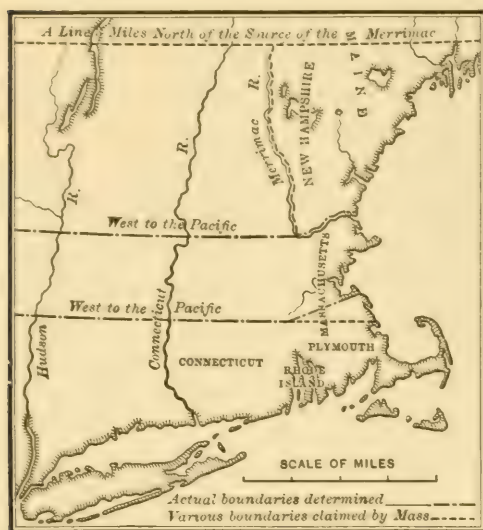 A Line 3 Miles North of the Source of the Merrimac
MAINE
R.
NEW HAMPSHIRE
Merrimac
R.
West to the Pacific
MASSACHUSETTS
R.
West to the Pacific
Connecticut
PLYMOUTH
CONNECTICUT
RHODE
ISLAND
Hudson
SCALE OF MILES
Actual boundaries determined
Various boundaries claimed by Mass.